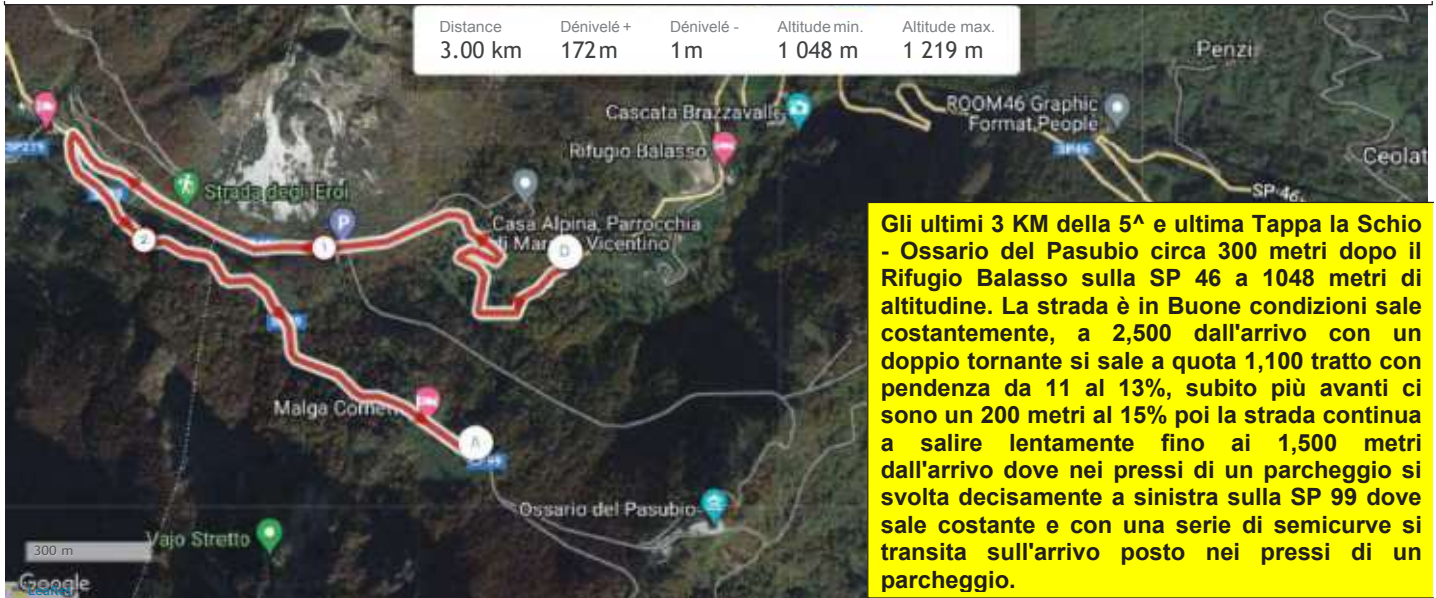 Distance Dénivelé + Dénivelé - Altitude min. Altitude max.
3.00 km 172 m 1 m 1 048 m 1 219 m
Penzi
Cascata Brazzavalle
ROOM46 Graphic
Format People
Rifugio Balasso
SP46
Ceolat
SP 46
Strada degli Eroi
P
Casa Alpina, Parrocchia
di Vicentino
D
1
2
Malga
A
Ossario del Pasubio
Vajo Stretto
300 m
Google
Leaflet
Gli ultimi 3 KM della 5^ e ultima Tappa la Schio
- Ossario del Pasubio circa 300 metri dopo il
Rifugio Balasso sulla SP 46 a 1048 metri di
altitudine. La strada è in Buone condizioni sale
costantemente, a 2,500 dall'arrivo con un
doppio tornante si sale a quota 1,100 tratto con
pendenza da 11 al 13%, subito più avanti ci
sono un 200 metri al 15% poi la strada continua
a salire lentamente fino ai 1,500 metri
dall'arrivo dove nei pressi di un parcheggio si
svolta decisamente a sinistra sulla SP 99 dove
sale costante e con una serie di semicurve si
transita sull'arrivo posto nei pressi di un
parcheggio.